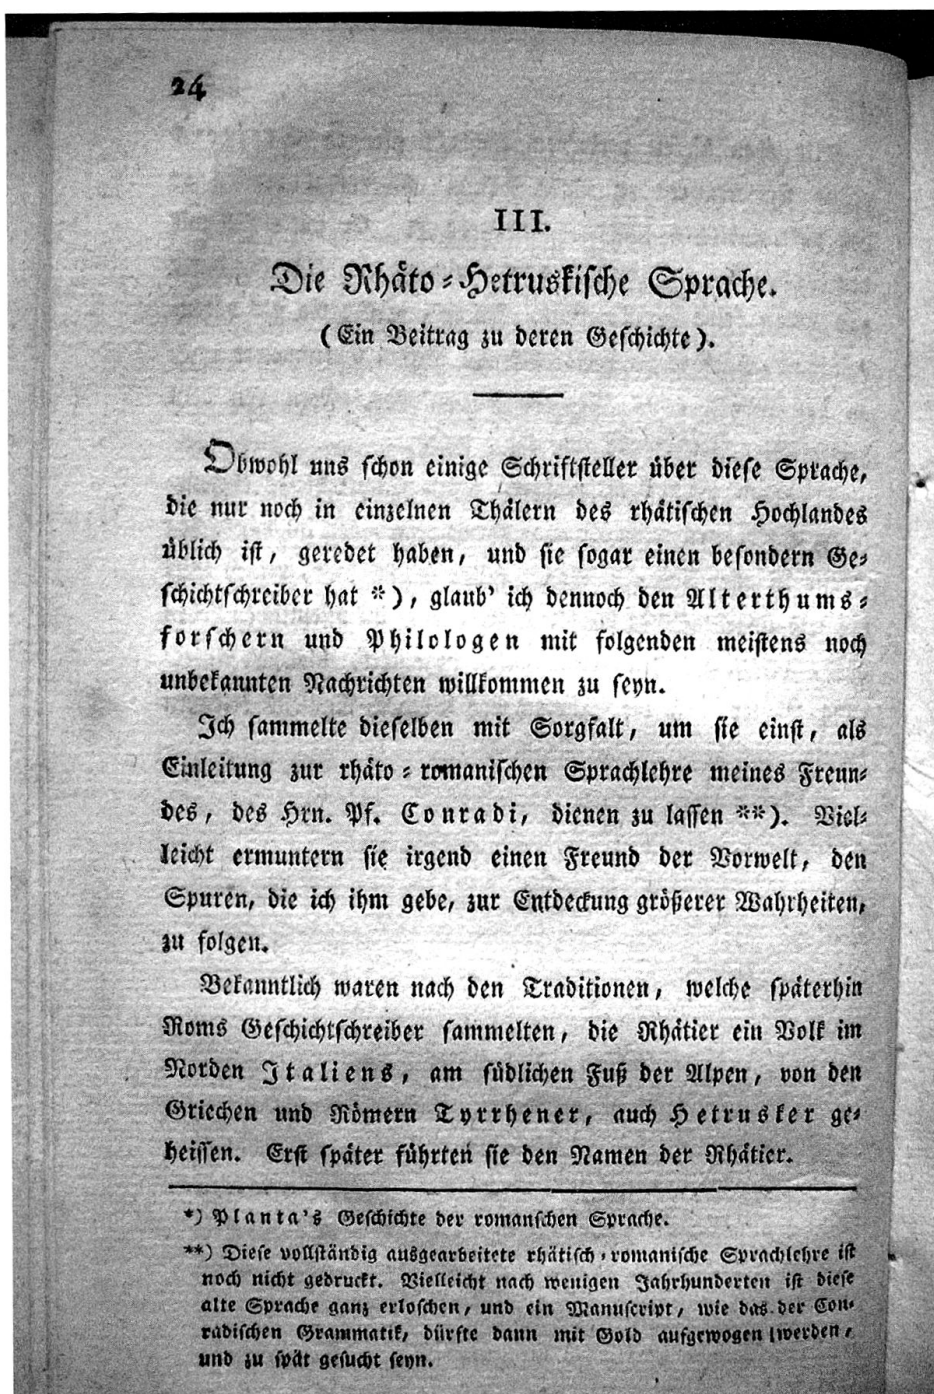 24
III.
Die Rhäto-Hetruskische Sprache.
(Ein Beitrag zu deren Geschichte).
Obwohl uns schon einige Schriftsteller über diese Sprache,
die nur noch in einzelnen Thälern des rhätischen Hochlandes
üblich ist, geredet haben, und sie sogar einen besondern Ge-
schichtschreiber hat *), glaub' ich dennoch den Alterthums-
forschern und Philologen mit folgenden meistens noch
unbekannten Nachrichten willkommen zu seyn.
Ich sammelte dieselben mit Sorgfalt, um sie einst, als
Einleitung zur rhäto-romanischen Sprachlehre meines Freun-
des, des Hrn. Pf. Conradi, dienen zu lassen **). Viel-
leicht ermuntern sie irgend einen Freund der Vorwelt, den
Spuren, die ich ihm gebe, zur Entdeckung größerer Wahrheiten,
zu folgen.
Bekanntlich waren nach den Traditionen, welche späterhin
Roms Geschichtschreiber sammelten, die Rhätier ein Volk im
Norden Italiens, am südlichen Fuß der Alpen, von den
Griechen und Römern Tyrrhener, auch Hetrusker ge-
heissen. Erst später führten sie den Namen der Rhätier.
*) Planta's Geschichte der romanschen Sprache.
**) Diese vollständig ausgearbeitete rhätisch-romanische Sprachlehre ist
noch nicht gedruckt. Vielleicht nach wenigen Jahrhunderten ist diese
alte Sprache ganz erloschen, und ein Manuscript, wie das der Con-
radischen Grammatik, dürfte dann mit Gold aufgewogen werden,
und zu spät gesucht seyn.